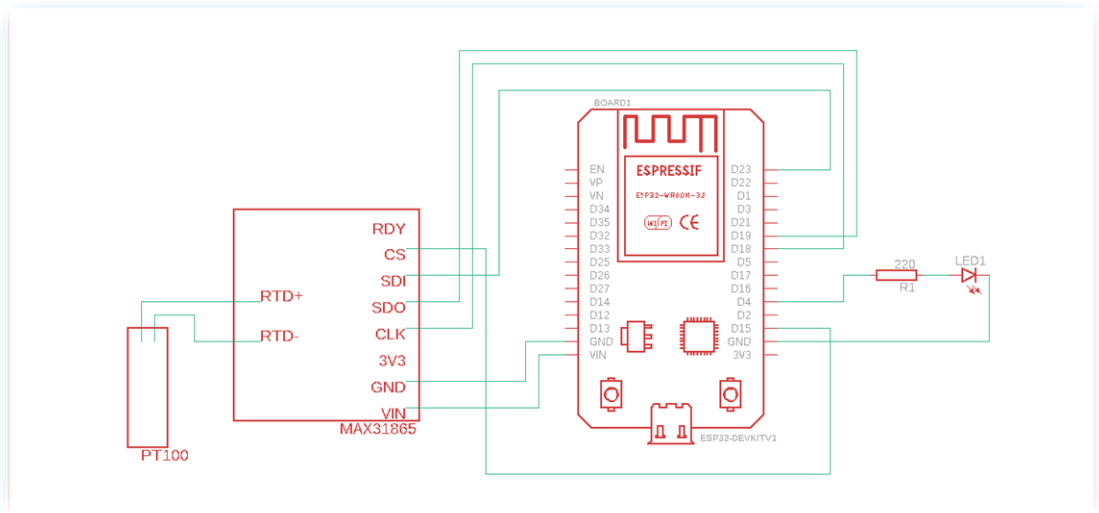 BOARD1
ESPRESSIF
ESP32-WROOM-32
WiFi CE
EN
VP
VN
D34
D35
D32
D33
D25
D26
D27
D14
D12
D13
GND
VIN
D23
D22
D1
D3
D21
D19
D18
D5
D17
D16
D4
D2
D15
GND
3V3
ESP32-DEVKITV1
RDY
CS
SDI
SDO
CLK
3V3
GND
VIN
RTD+
RTD-
MAX31865
PT100
220
R1
LED1